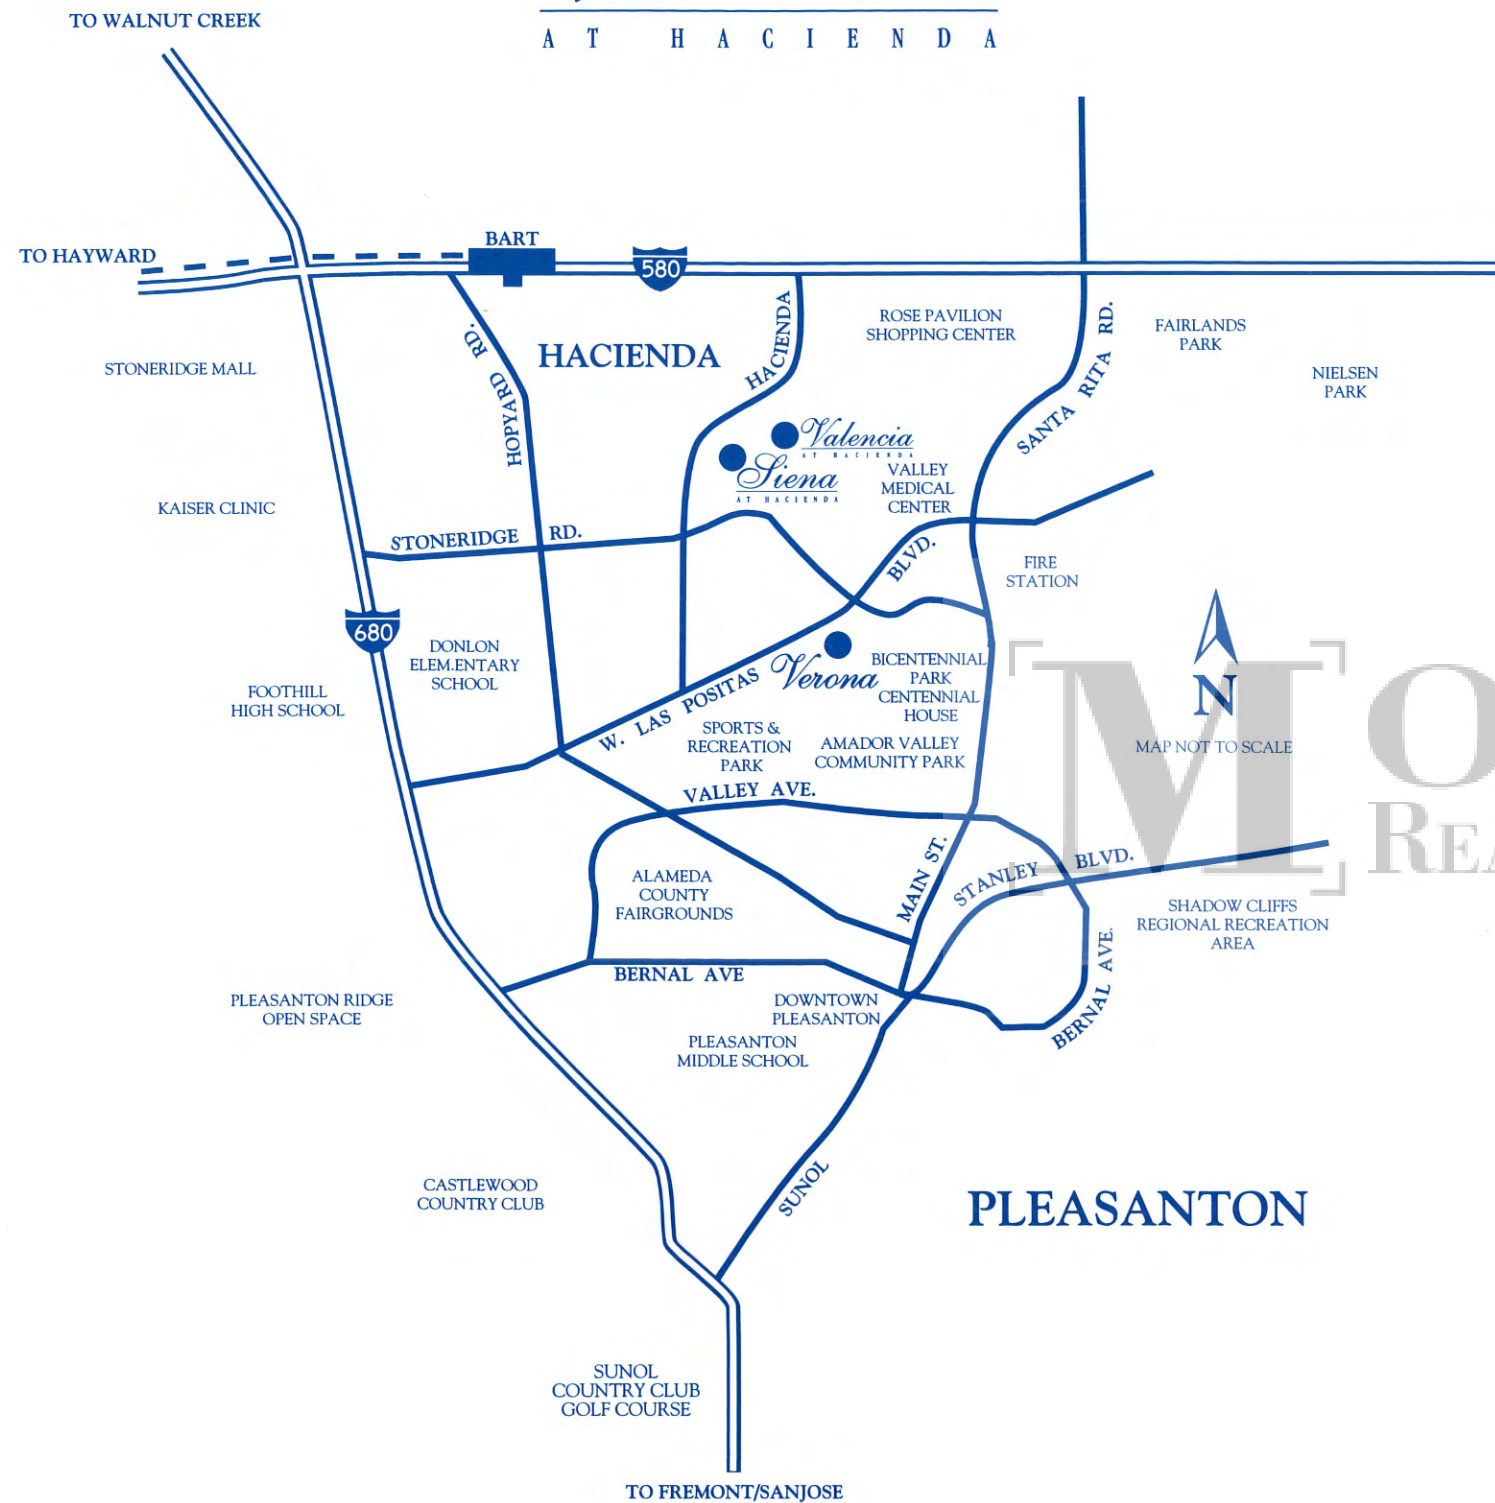 TO WALNUT CREEK
AT HACIENDA
TO HAYWARD
BART
580
HOPYARD RD.
HACIENDA
HACIENDA
ROSE PAVILION
SHOPPING CENTER
SANTA RITA RD.
FAIRLANDS
PARK
NIELSEN
PARK
STONERIDGE MALL
Valencia
AT HACIENDA
Siena
AT HACIENDA
VALLEY
MEDICAL
CENTER
KAISER CLINIC
STONERIDGE RD.
BLVD.
FIRE
STATION
680
DONLON
ELEM.ENTARY
SCHOOL
FOOTHILL
HIGH SCHOOL
W. LAS POSITAS
Verona
BICENTENNIAL
PARK
CENTENNIAL
HOUSE
N
MAP NOT TO SCALE
SPORTS &
RECREATION
PARK
AMADOR VALLEY
COMMUNITY PARK
VALLEY AVE.
MAIN ST.
STANLEY BLVD.
ALAMEDA
COUNTY
FAIRGROUNDS
SHADOW CLIFFS
REGIONAL RECREATION
AREA
BERNAL AVE
BERNAL AVE.
PLEASANTON RIDGE
OPEN SPACE
DOWNTOWN
PLEASANTON
PLEASANTON
MIDDLE SCHOOL
CASTLEWOOD
COUNTRY CLUB
SUNOL
PLEASANTON
SUNOL
COUNTRY CLUB
GOLF COURSE
TO FREMONT/SANJOSE